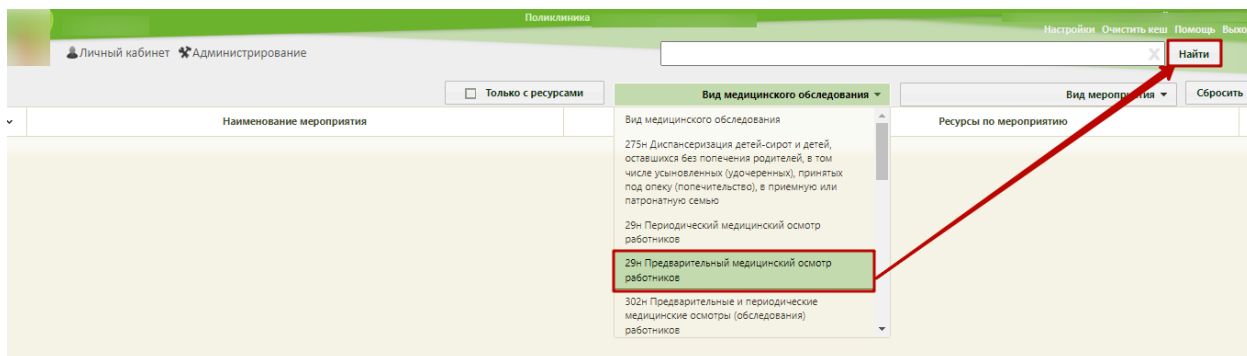 Поликлиника
Настройки Очистить кеш Помощь Выхо
Личный кабинет Администрирование
X Найти
Только с ресурсами Вид медицинского обследования Вид мероприятия Сбросить
Наименование мероприятия Ресурсы по мероприятию
Вид медицинского обследования
275н Диспансеризация детей-сирот и детей,
оставшихся без попечения родителей, в том
числе усыновленных (удочеренных), принятых
под опеку (попечительство), в приемную или
патронатную семью
29н Периодический медицинский осмотр
работников
29н Предварительный медицинский осмотр
работников
302н Предварительные и периодические
медицинские осмотры (обследования)
работников